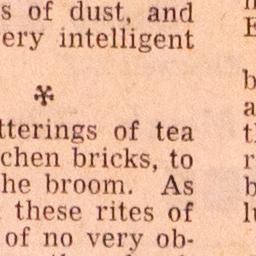 s of dust, and
ery intelligent
*
tterings of tea
chen bricks, to
he broom. As
these rites of
of no very ob-